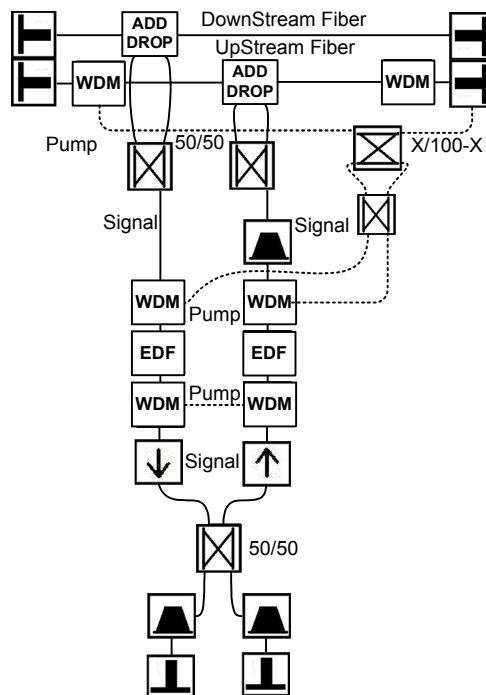 ADD
DROP
DownStream Fiber
UpStream Fiber
WDM
ADD
DROP
WDM
Pump
50/50
X/100-X
Signal
Signal
WDM
Pump
WDM
EDF
EDF
WDM
Pump
WDM
Signal
50/50